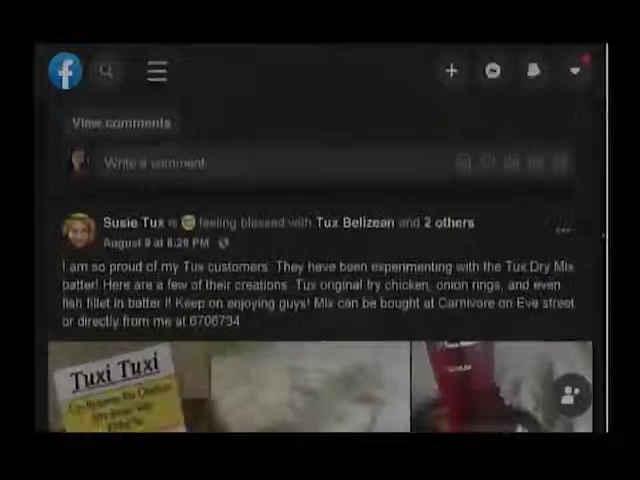 View comments
Write a comment
Susie Tux is feeling blessed with Tux Belizean and 2 others
August 9 at 8:28 PM
I am so proud of my Tux customers. They have been experimenting with the Tux Dry Mix
batter! Here are a few of their creations. Tux original fry chicken, onion rings, and even
fish fillet in batter !! Keep on enjoying guys! Mix can be bought at Carnivore on Eve street
or directly from me at 6706734
Tuxi Tuxi